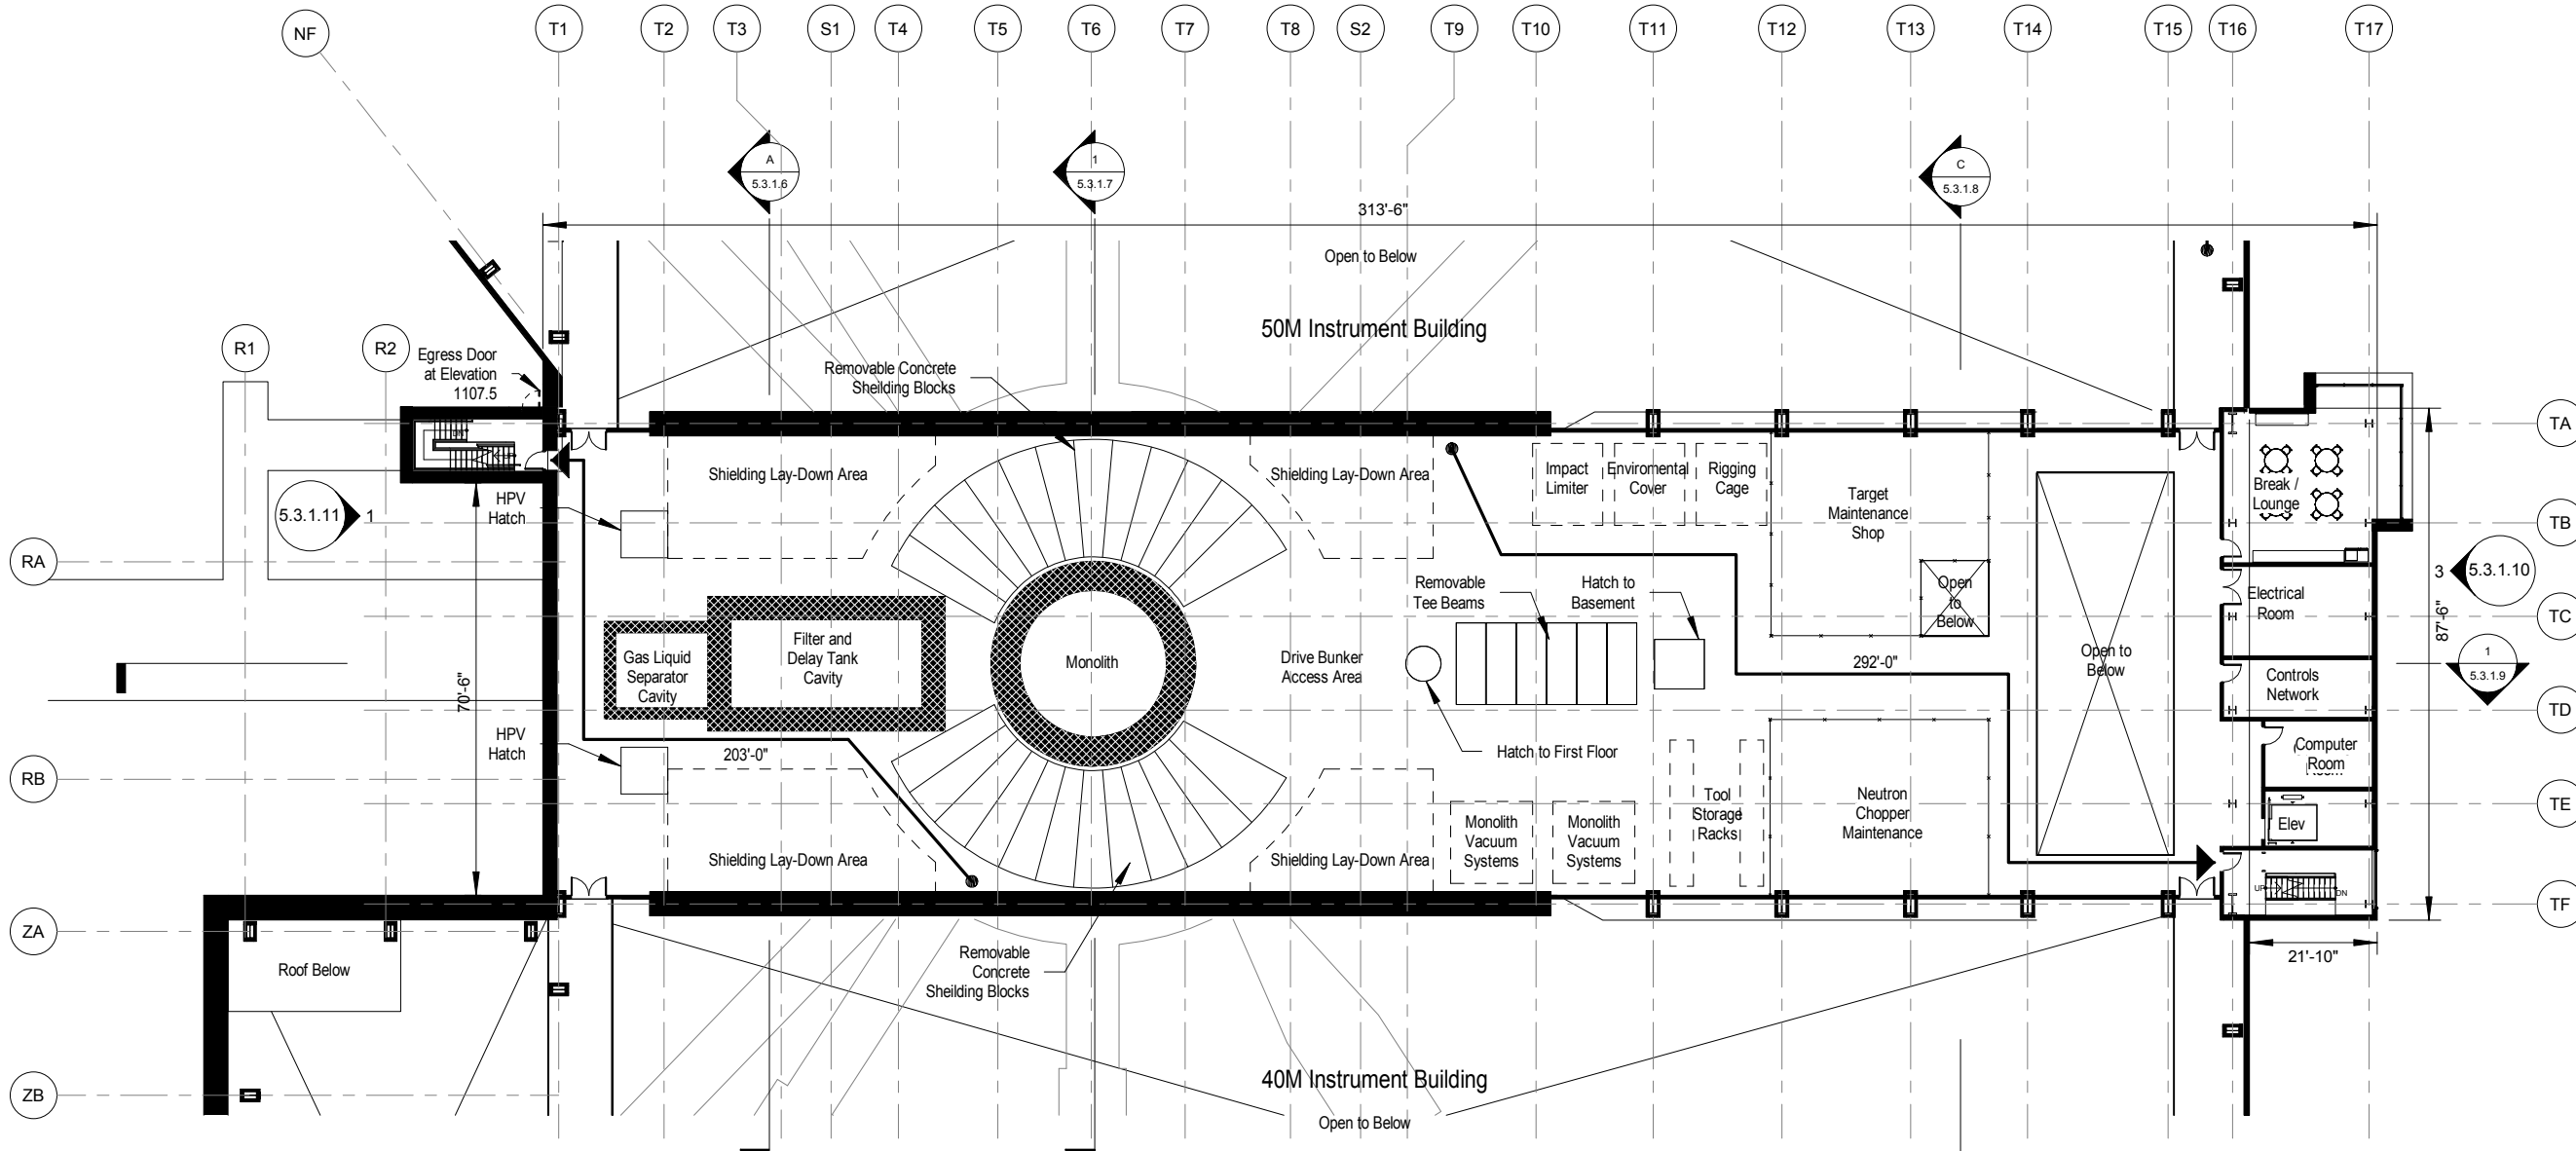 NF
T1
T2
T3
S1
T4
T5
T6
T7
T8
S2
T9
T10
T11
T12
T13
T14
T15
T16
T17
A
5.3.1.6
1
5.3.1.7
C
5.3.1.8
313'-6"
Open to Below
50M Instrument Building
R1
R2
Egress Door
at Elevation
1107.5
Removable Concrete
Sheilding Blocks
TA
DN
Shielding Lay-Down Area
Shielding Lay-Down Area
Impact
Limiter
Enviromental
Cover
Rigging
Cage
Target
Maintenance
Shop
Break /
Lounge
HPV
Hatch
5.3.1.11
1
TB
RA
Removable
Tee Beams
Hatch to
Basement
Open
to
Below
Electrical
Room
3
5.3.1.10
TC
87'-6"
Gas Liquid
Separator
Cavity
Filter and
Delay Tank
Cavity
Monolith
Drive Bunker
Access Area
292'-0"
Open to
Below
Controls
Network
1
5.3.1.9
70'-6"
TD
HPV
Hatch
203'-0"
Hatch to First Floor
Computer
Room
RB
Tool
Storage
Racks
Neutron
Chopper
Maintenance
Elev
TE
Monolith
Vacuum
Systems
Monolith
Vacuum
Systems
Shielding Lay-Down Area
Shielding Lay-Down Area
UP
DN
TF
ZA
Roof Below
Removable
Concrete
Sheilding Blocks
21'-10"
40M Instrument Building
ZB
Open to Below